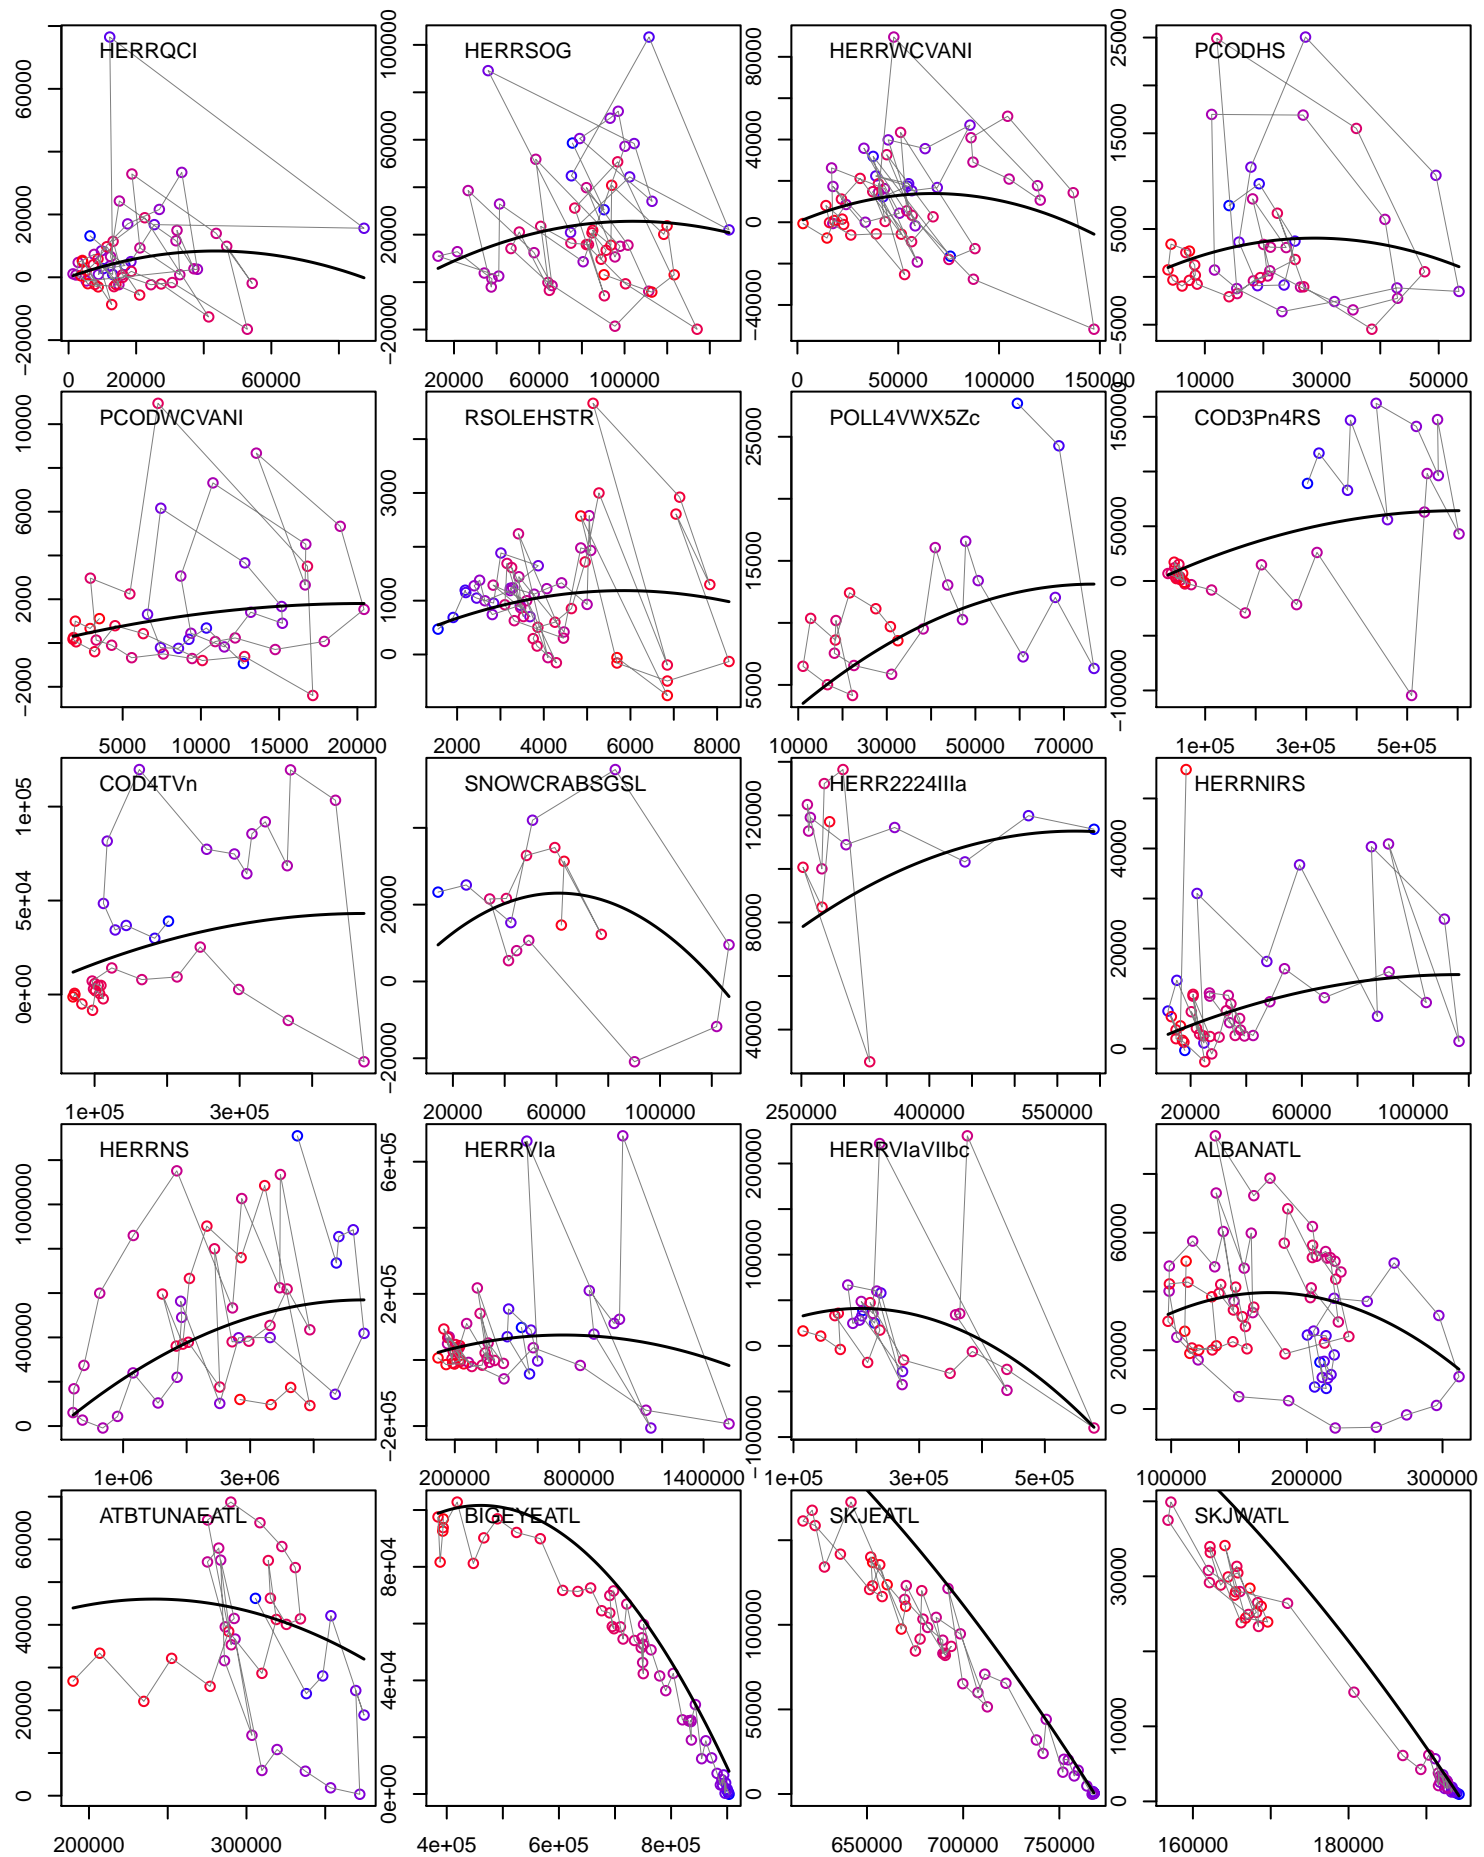 HERRQCI HERRSOG HERRWCVANI PCODHS
−20000 0 20000 60000
−20000 20000 60000 100000
−40000 0 40000 80000
−5000 5000 15000 25000
0 20000 60000
20000 60000 100000
0 50000 100000 150000
10000 30000 50000
PCODWCVANI RSOLEHSTR POLL4VWX5Zc COD3Pn4RS
−2000 2000 6000 10000
0 1000 3000
5000 15000 25000
−100000 0 50000 150000
5000 10000 15000 20000
2000 4000 6000 8000
10000 30000 50000 70000
1e+05 3e+05 5e+05
COD4TVn SNOWCRABSGSL HERR2224IIIa HERRNIRS
0e+00 5e+04 1e+05
−20000 0 20000
40000 80000 120000
0 20000 40000
1e+05 3e+05
20000 60000 100000
250000 400000 550000
20000 60000 100000
HERRNS HERRVIa HERRVIaVIIbc ALBANATL
0 40000 100000
−2e+05 2e+05 6e+05
−100000 0 100000 200000
0 20000 60000
1e+06 3e+06
200000 800000 1400000
1e+05 3e+05 5e+05
100000 200000 300000
ATBTUNAEATL BIGEYEATL SKJEATL SKJWATL
0 20000 40000 60000
0e+00 4e+04 8e+04
0 50000 100000
0 10000 30000
200000 300000
4e+05 6e+05 8e+05
650000 700000 750000
160000 180000